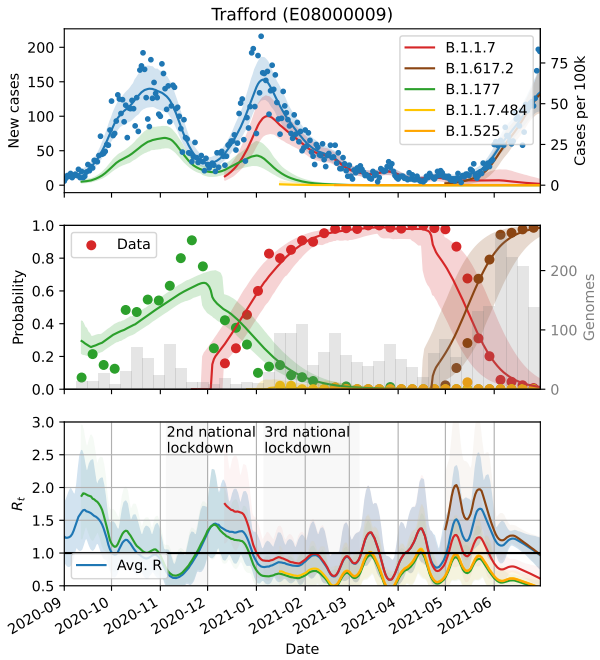 Trafford (E08000009)
New cases
200
150
100
50
0
B.1.1.7
B.1.617.2
B.1.177
B.1.1.7.484
B.1.525
75
50
25
0
Cases per 100k
Probability
1.0
0.8
0.6
0.4
0.2
0.0
Data
200
100
0
Genomes
R_t
3.0
2.5
2.0
1.5
1.0
0.5
2nd national
lockdown
3rd national
lockdown
Avg. R
2020-09
2020-10
2020-11
2020-12
2021-01
2021-02
2021-03
2021-04
2021-05
2021-06
Date